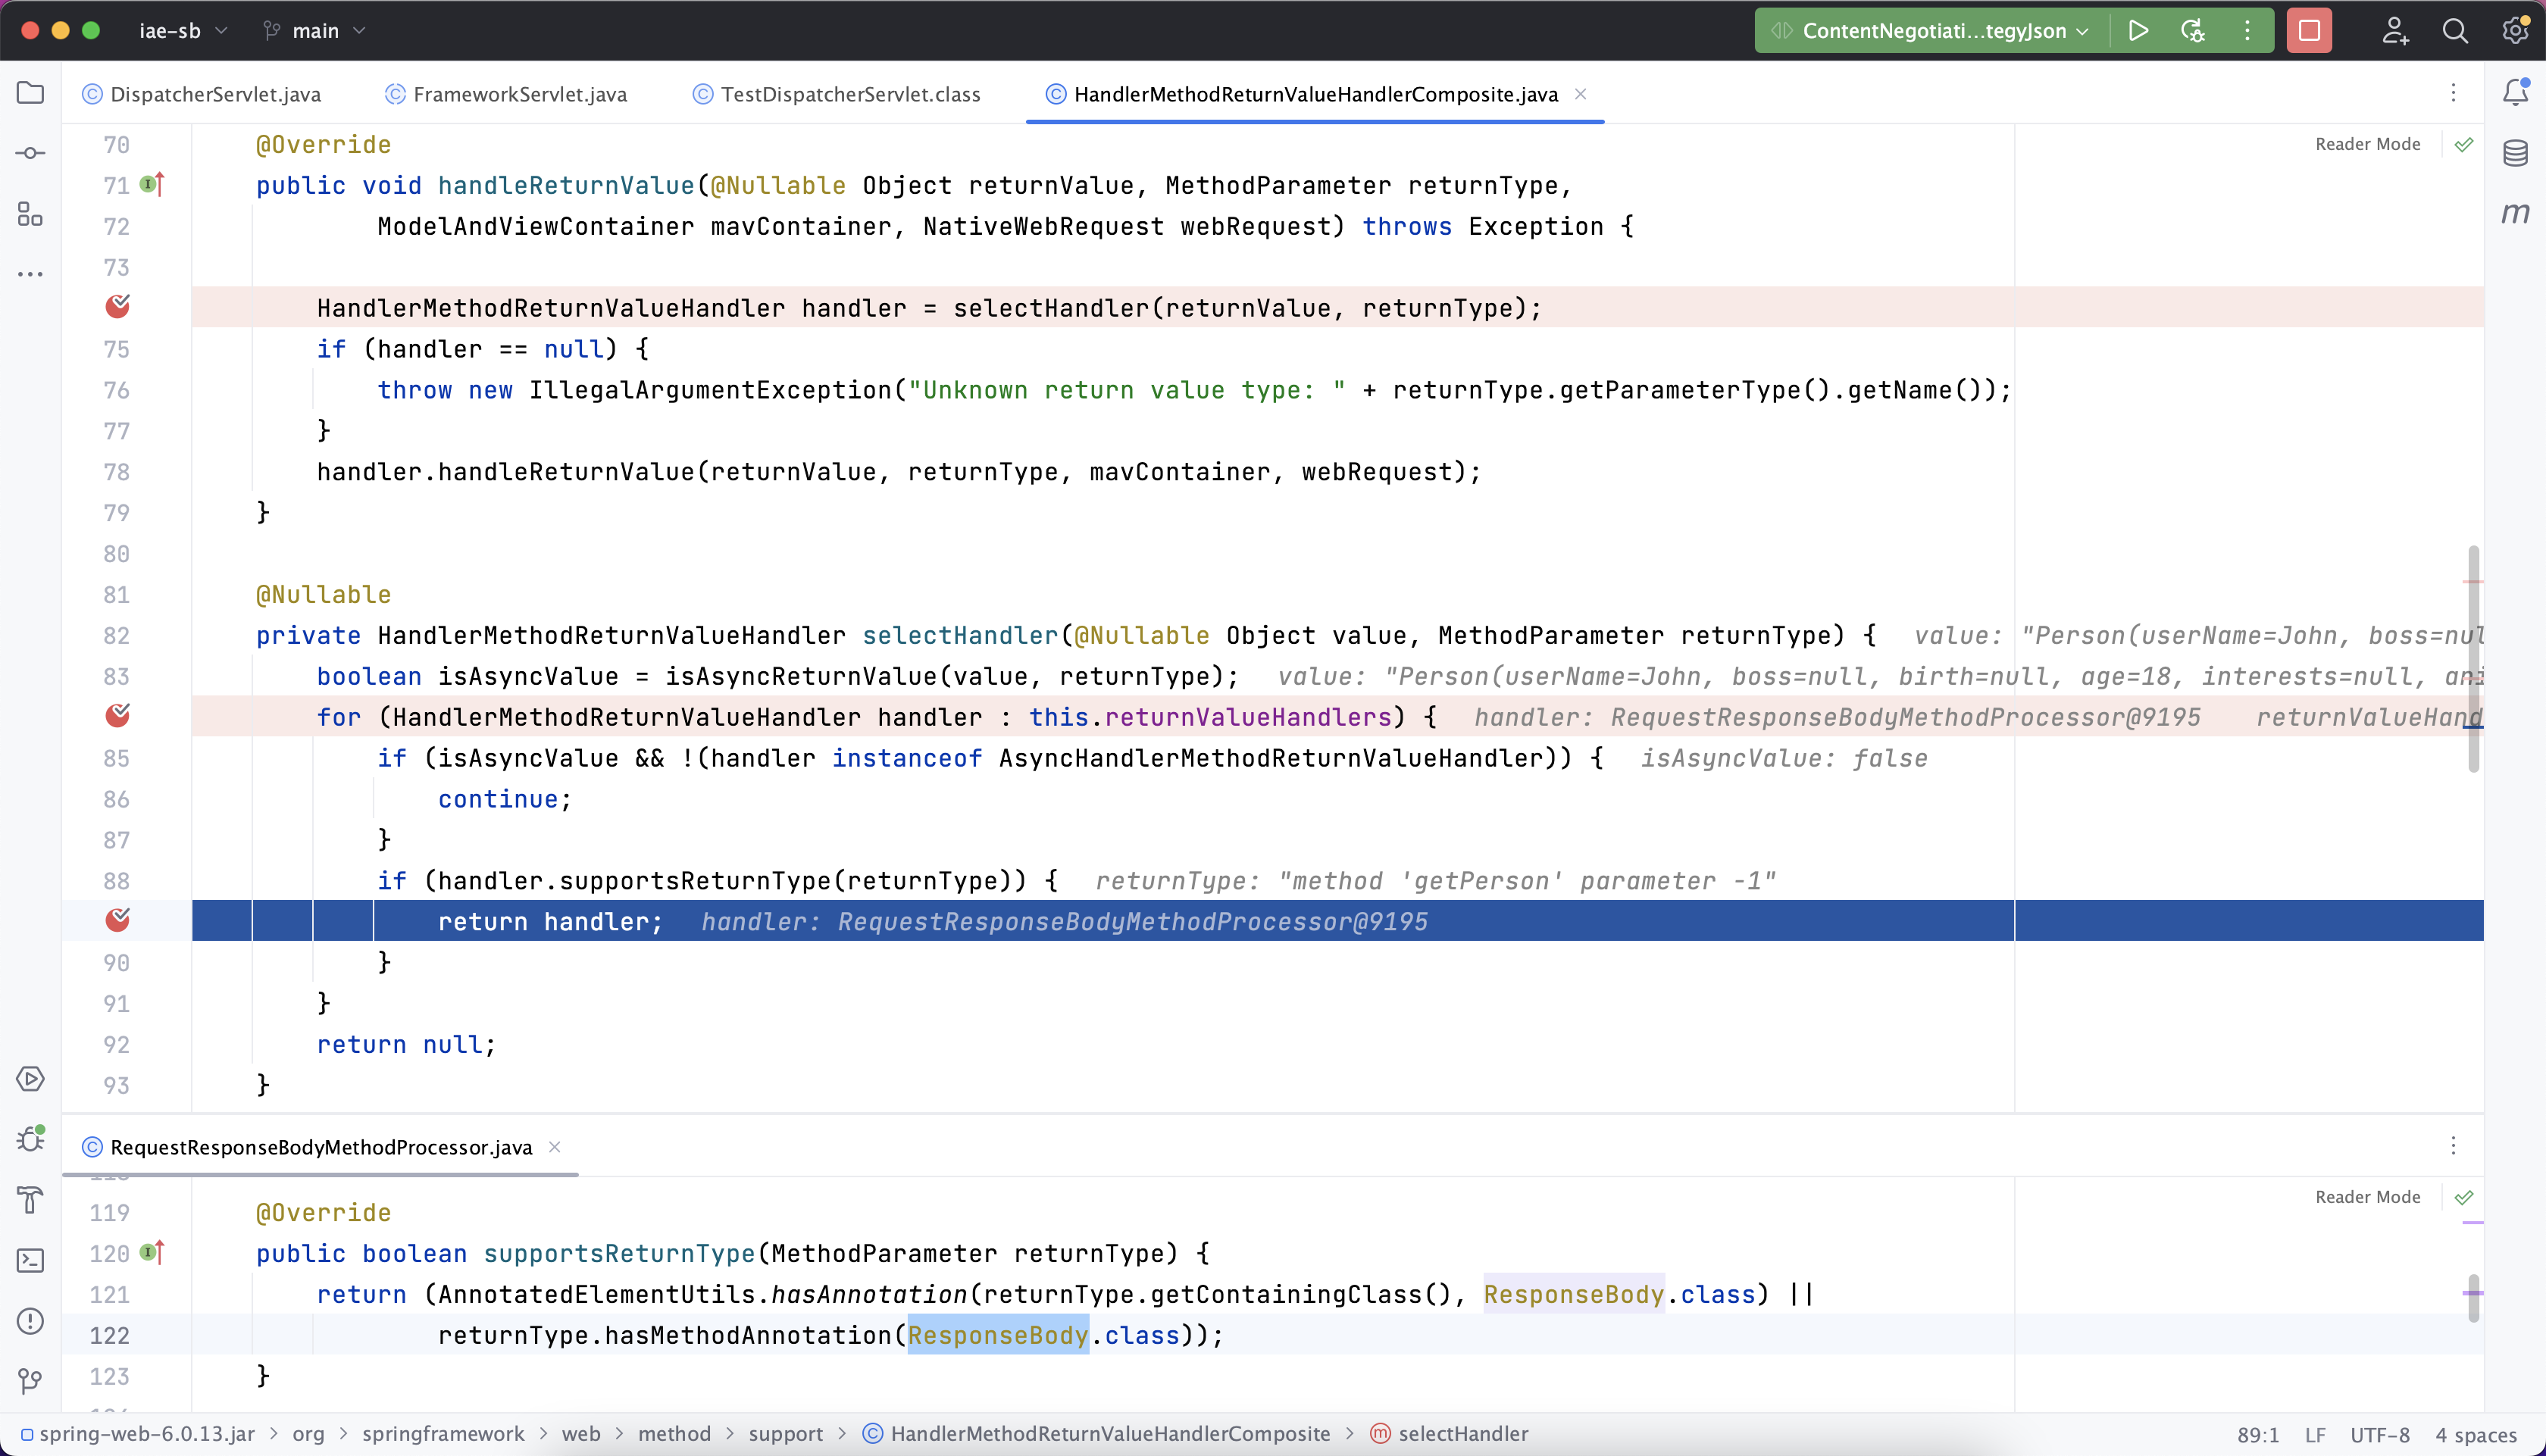 iae-sb main ContentNegotiati...tegyJson
DispatcherServlet.java FrameworkServlet.java TestDispatcherServlet.class HandlerMethodReturnValueHandlerComposite.java
Reader Mode
70 @Override
71 public void handleReturnValue(@Nullable Object returnValue, MethodParameter returnType,
72 ModelAndViewContainer mavContainer, NativeWebRequest webRequest) throws Exception {
73
HandlerMethodReturnValueHandler handler = selectHandler(returnValue, returnType);
75 if (handler == null) {
76 throw new IllegalArgumentException("Unknown return value type: " + returnType.getParameterType().getName());
77 }
78 handler.handleReturnValue(returnValue, returnType, mavContainer, webRequest);
79 }
80
81 @Nullable
82 private HandlerMethodReturnValueHandler selectHandler(@Nullable Object value, MethodParameter returnType) { value: "Person(userName=John, boss=nul
83 boolean isAsyncValue = isAsyncReturnValue(value, returnType); value: "Person(userName=John, boss=null, birth=null, age=18, interests=null, ani
for (HandlerMethodReturnValueHandler handler : this.returnValueHandlers) { handler: RequestResponseBodyMethodProcessor@9195 returnValueHand
85 if (isAsyncValue && !(handler instanceof AsyncHandlerMethodReturnValueHandler)) { isAsyncValue: false
86 continue;
87 }
88 if (handler.supportsReturnType(returnType)) { returnType: "method 'getPerson' parameter -1"
return handler; handler: RequestResponseBodyMethodProcessor@9195
90 }
91 }
92 return null;
93 }
RequestResponseBodyMethodProcessor.java
Reader Mode
119 @Override
120 public boolean supportsReturnType(MethodParameter returnType) {
121 return (AnnotatedElementUtils.hasAnnotation(returnType.getContainingClass(), ResponseBody.class) ||
122 returnType.hasMethodAnnotation(ResponseBody.class));
123 }
spring-web-6.0.13.jar > org > springframework > web > method > support > HandlerMethodReturnValueHandlerComposite > selectHandler 89:1 LF UTF-8 4 spaces